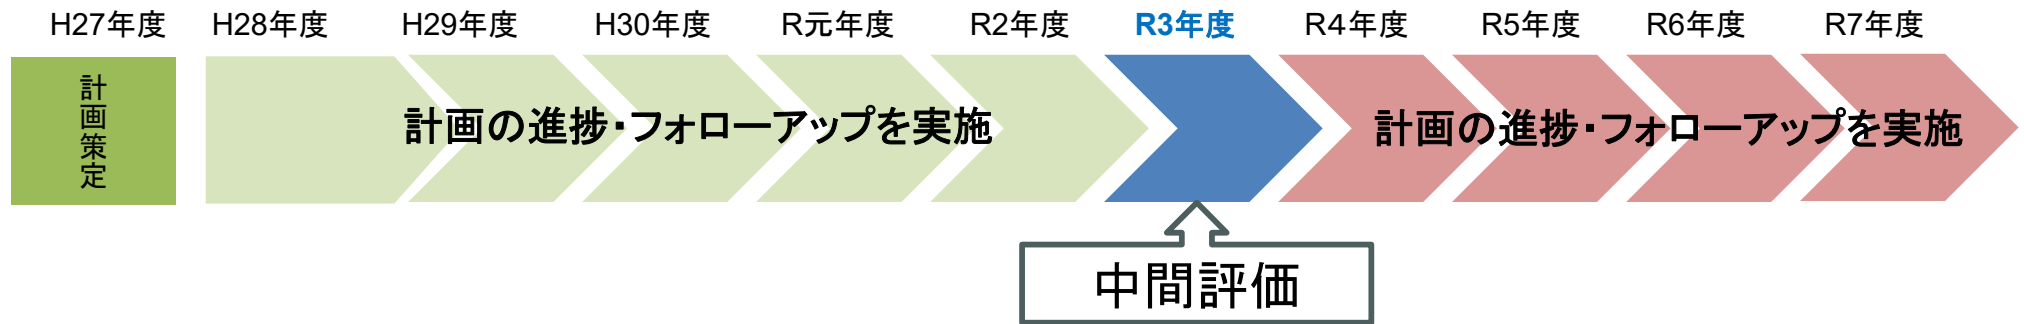 H27年度 H28年度 H29年度 H30年度 R元年度 R2年度 R3年度 R4年度 R5年度 R6年度 R7年度
計画策定
計画の進捗・フォローアップを実施 計画の進捗・フォローアップを実施
中間評価